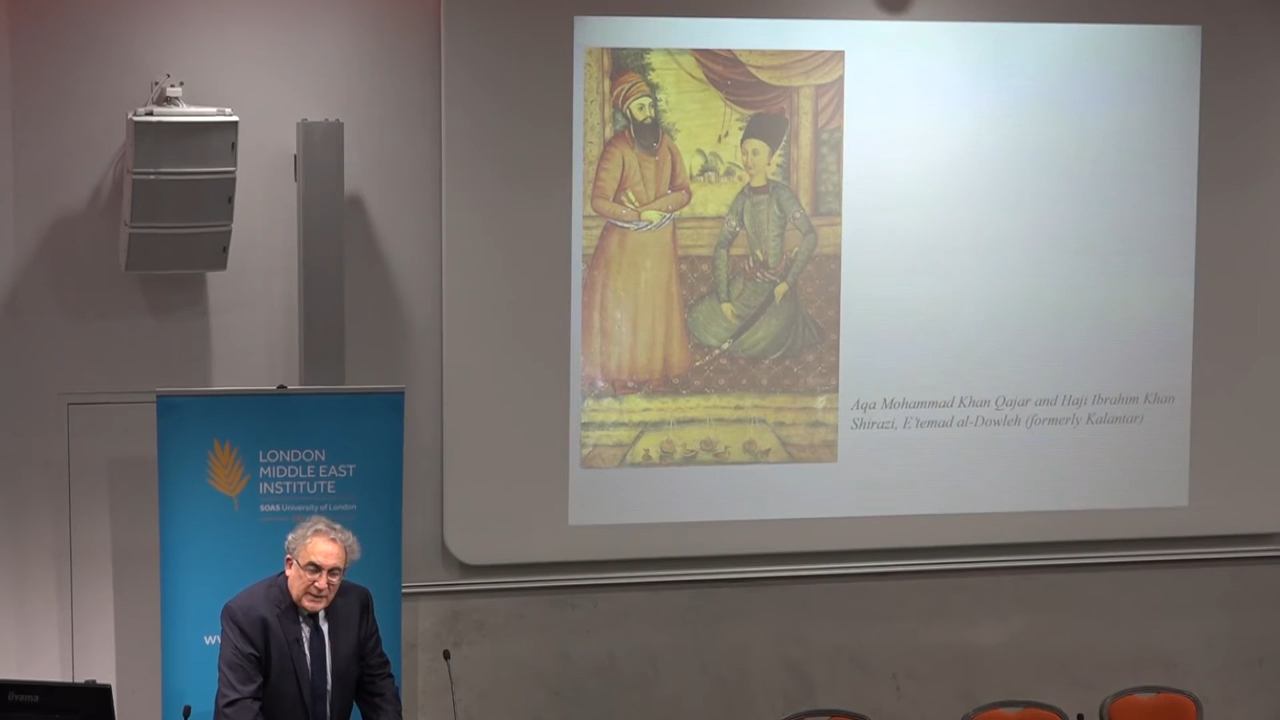 Aqa Mohammad Khan Qajar and Haji Ibrahim Khan
Shirazi, E'temad al-Dowleh (formerly Kalantar)
LONDON
MIDDLE EAST
INSTITUTE
SOAS University of London
iiyama